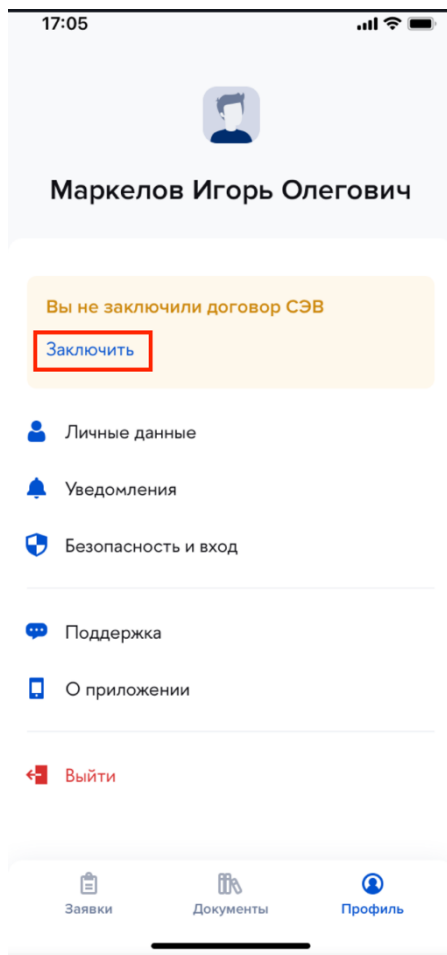 17:05
Маркелов Игорь Олегович
Вы не заключили договор СЭВ
Заключить
Личные данные
Уведомления
Безопасность и вход
Поддержка
О приложении
Выйти
Заявки Документы Профиль